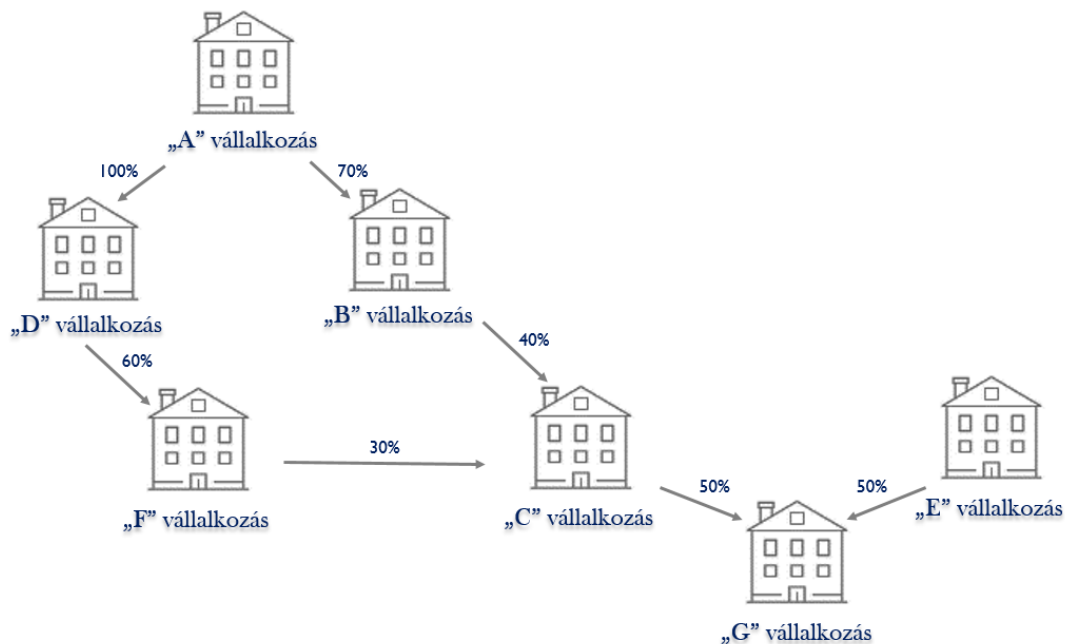 „A” vállalkozás
100%
70%
„D” vállalkozás
„B” vállalkozás
60%
40%
30%
„F” vállalkozás
„C” vállalkozás
50%
50%
„E” vállalkozás
„G” vállalkozás